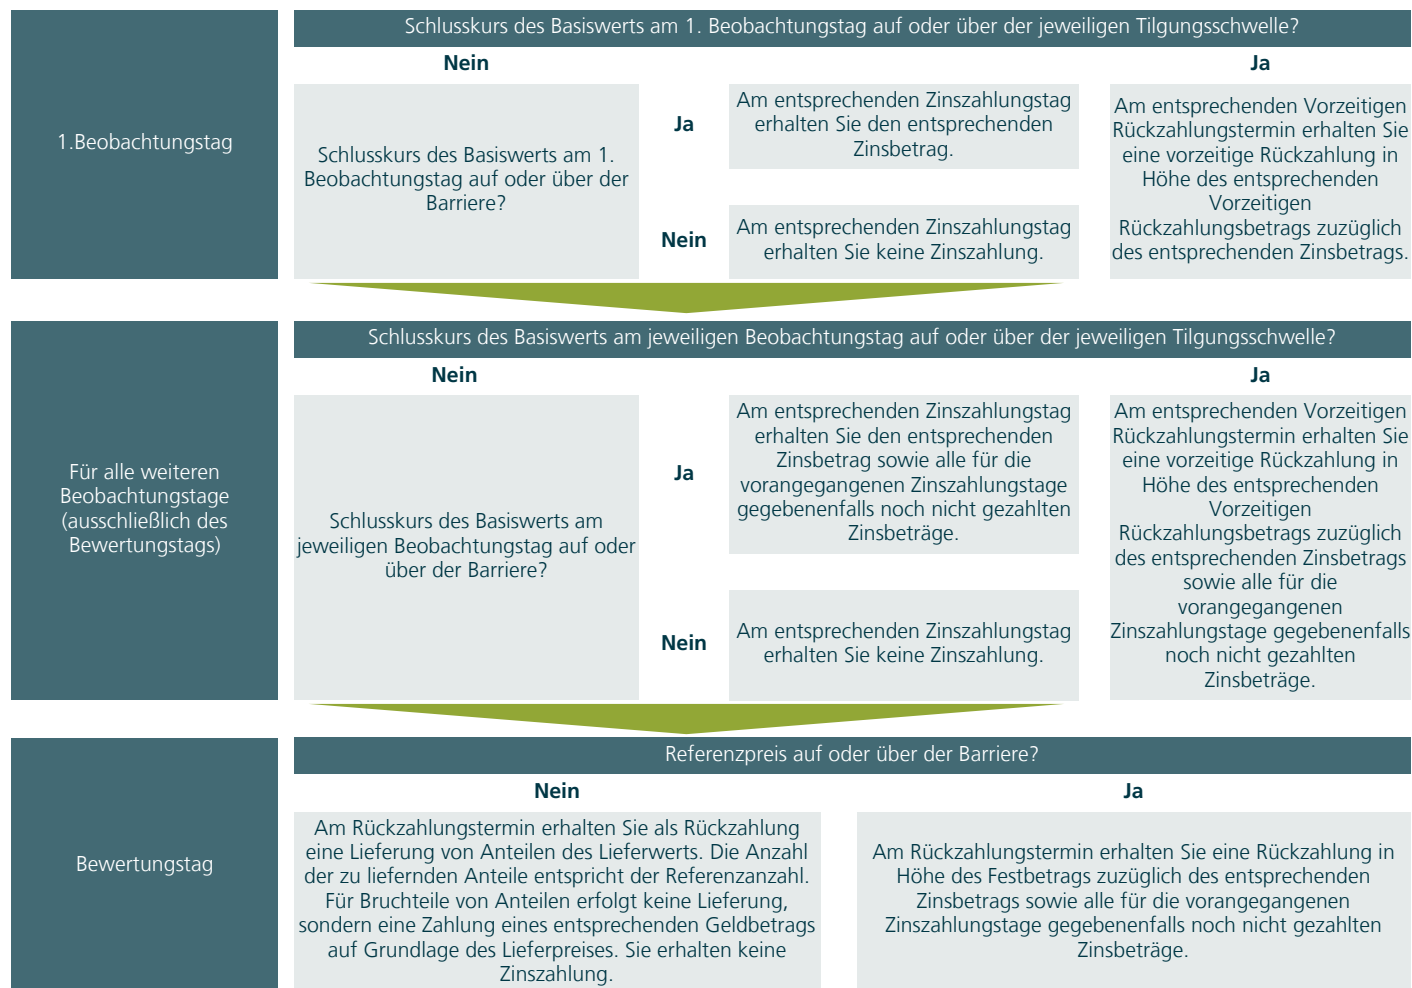 Schlusskurs des Basiswerts am 1. Beobachtungstag auf oder über der jeweiligen Tilgungsschwelle?
Nein
Ja
1.Beobachtungstag
Schlusskurs des Basiswerts am 1.
Beobachtungstag auf oder über der
Barriere?
Ja
Am entsprechenden Zinszahlungstag
erhalten Sie den entsprechenden
Zinsbetrag.
Nein
Am entsprechenden Zinszahlungstag
erhalten Sie keine Zinszahlung.
Am entsprechenden Vorzeitigen
Rückzahlungstermin erhalten Sie
eine vorzeitige Rückzahlung in
Höhe des entsprechenden
Vorzeitigen
Rückzahlungsbetrags zuzüglich
des entsprechenden Zinsbetrags.
Schlusskurs des Basiswerts am jeweiligen Beobachtungstag auf oder über der jeweiligen Tilgungsschwelle?
Nein
Ja
Für alle weiteren
Beobachtungstage
(ausschließlich des
Bewertungstags)
Schlusskurs des Basiswerts am
jeweiligen Beobachtungstag auf oder
über der Barriere?
Ja
Am entsprechenden Zinszahlungstag
erhalten Sie den entsprechenden
Zinsbetrag sowie alle für die
vorangegangenen Zinszahlungstage
gegebenenfalls noch nicht gezahlten
Zinsbeträge.
Nein
Am entsprechenden Zinszahlungstag
erhalten Sie keine Zinszahlung.
Am entsprechenden Vorzeitigen
Rückzahlungstermin erhalten Sie
eine vorzeitige Rückzahlung in
Höhe des entsprechenden
Vorzeitigen
Rückzahlungsbetrags zuzüglich
des entsprechenden Zinsbetrags
sowie alle für die
vorangegangenen
Zinszahlungstage gegebenenfalls
noch nicht gezahlten
Zinsbeträge.
Referenzpreis auf oder über der Barriere?
Nein
Ja
Bewertungstag
Am Rückzahlungstermin erhalten Sie als Rückzahlung
eine Lieferung von Anteilen des Lieferwerts. Die Anzahl
der zu liefernden Anteile entspricht der Referenzanzahl.
Für Bruchteile von Anteilen erfolgt keine Lieferung,
sondern eine Zahlung eines entsprechenden Geldbetrags
auf Grundlage des Lieferpreises. Sie erhalten keine
Zinszahlung.
Am Rückzahlungstermin erhalten Sie eine Rückzahlung in
Höhe des Festbetrags zuzüglich des entsprechenden
Zinsbetrags sowie alle für die vorangegangenen
Zinszahlungstage gegebenenfalls noch nicht gezahlten
Zinsbeträge.